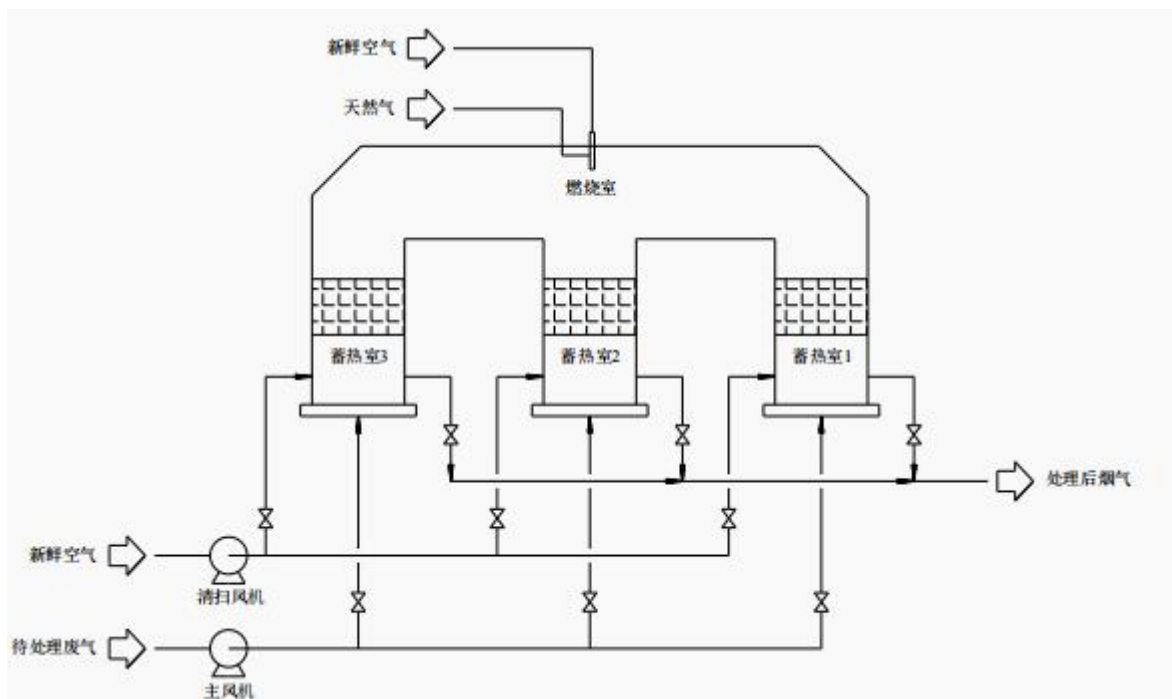 新鲜空气
天然气
燃烧室
蓄热室3
蓄热室2
蓄热室1
处理后烟气
新鲜空气
清扫风机
待处理废气
主风机